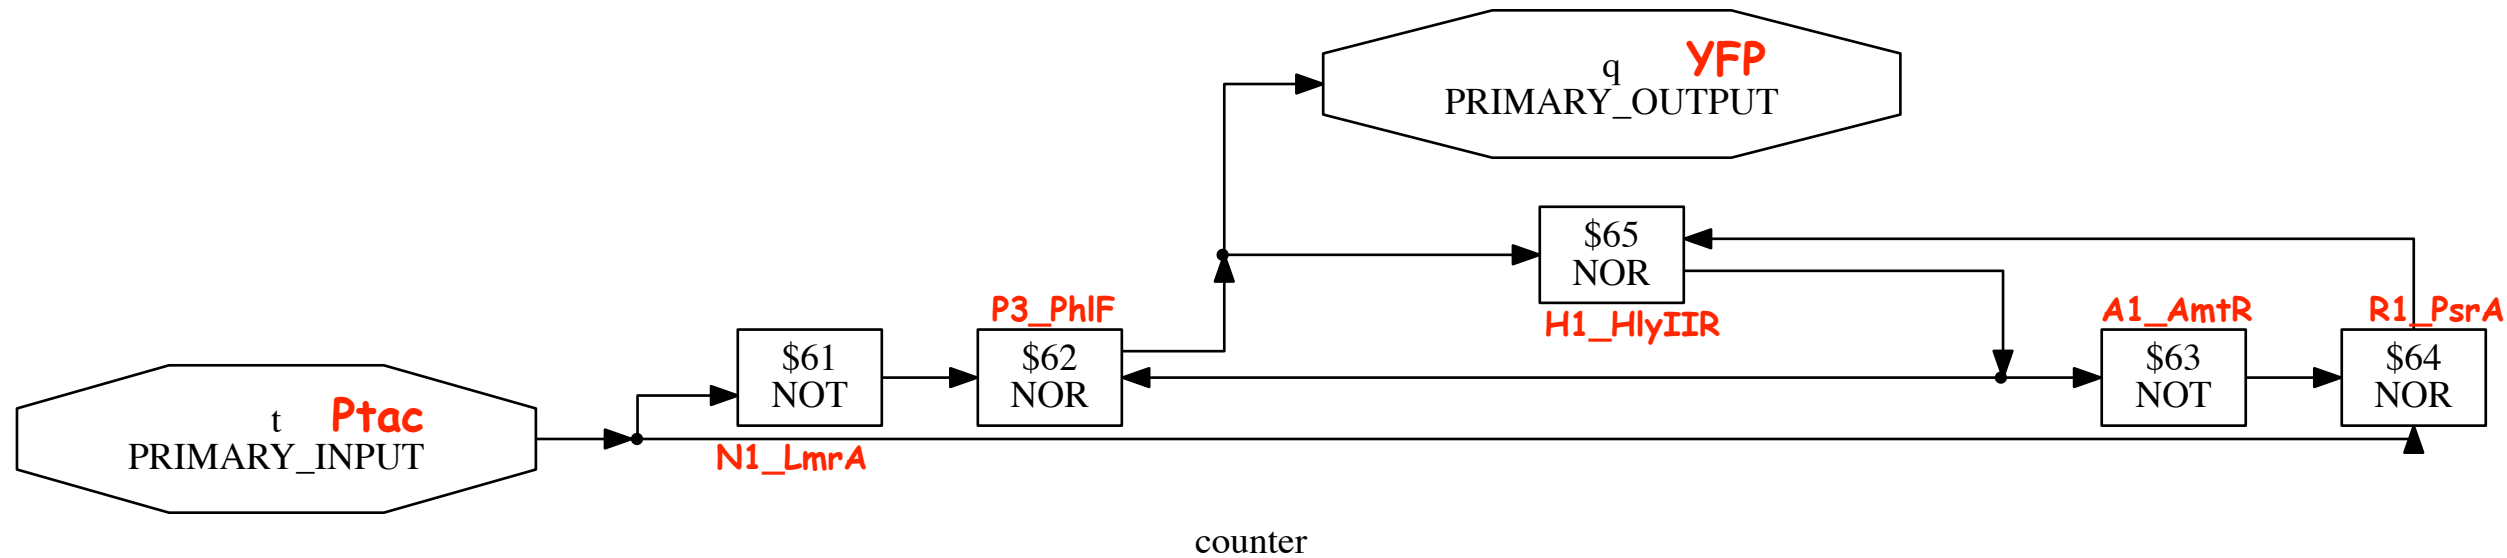 q YFP
PRIMARY_OUTPUT
$65
NOR
H1_HlyIIR
P3_PhlF
$62
NOR
$61
NOT
N1_LmrA
t Ptac
PRIMARY_INPUT
A1_AmtR
$63
NOT
R1_PsrA
$64
NOR
counter